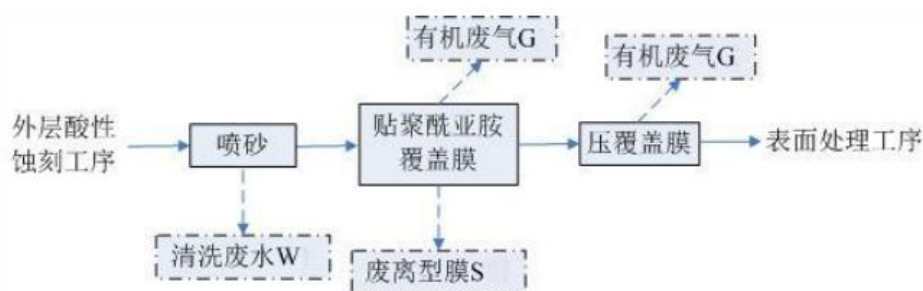 有机废气G
有机废气G
外层酸性
蚀刻工序
喷砂
贴聚酰亚胺
覆盖膜
压覆盖膜
表面处理工序
清洗废水W
废离型膜S